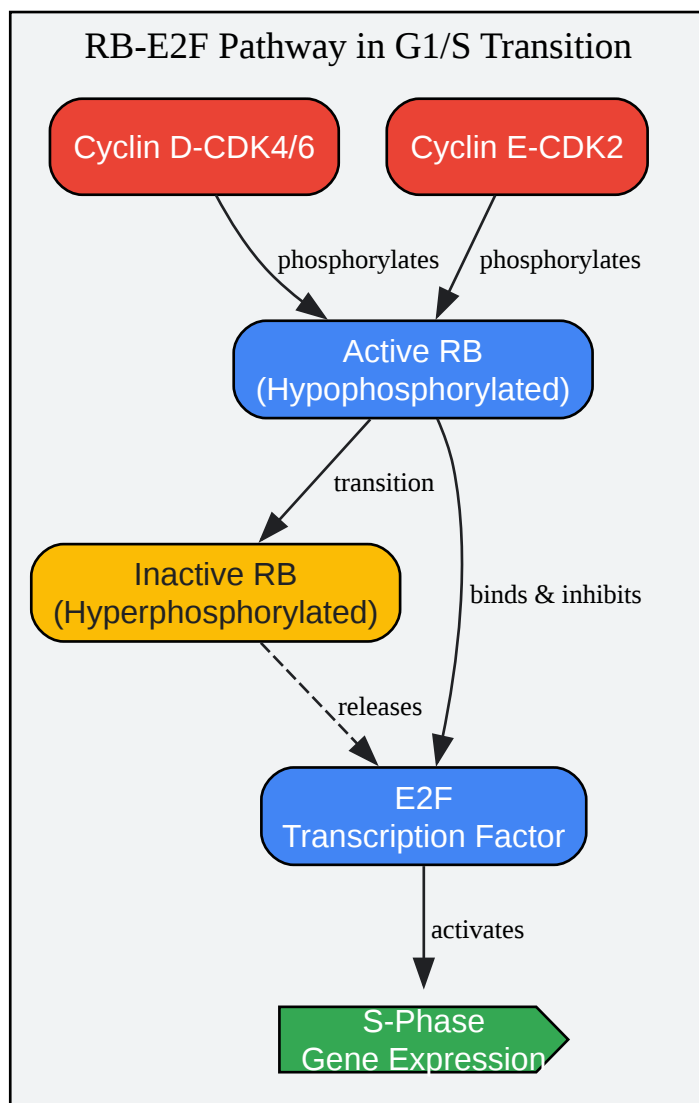 RB-E2F Pathway in G1/S Transition
Cyclin D-CDK4/6
Cyclin E-CDK2
phosphorylates
phosphorylates
Active RB
(Hypophosphorylated)
transition
Inactive RB
(Hyperphosphorylated)
binds & inhibits
releases
E2F
Transcription Factor
activates
S-Phase
Gene Expression